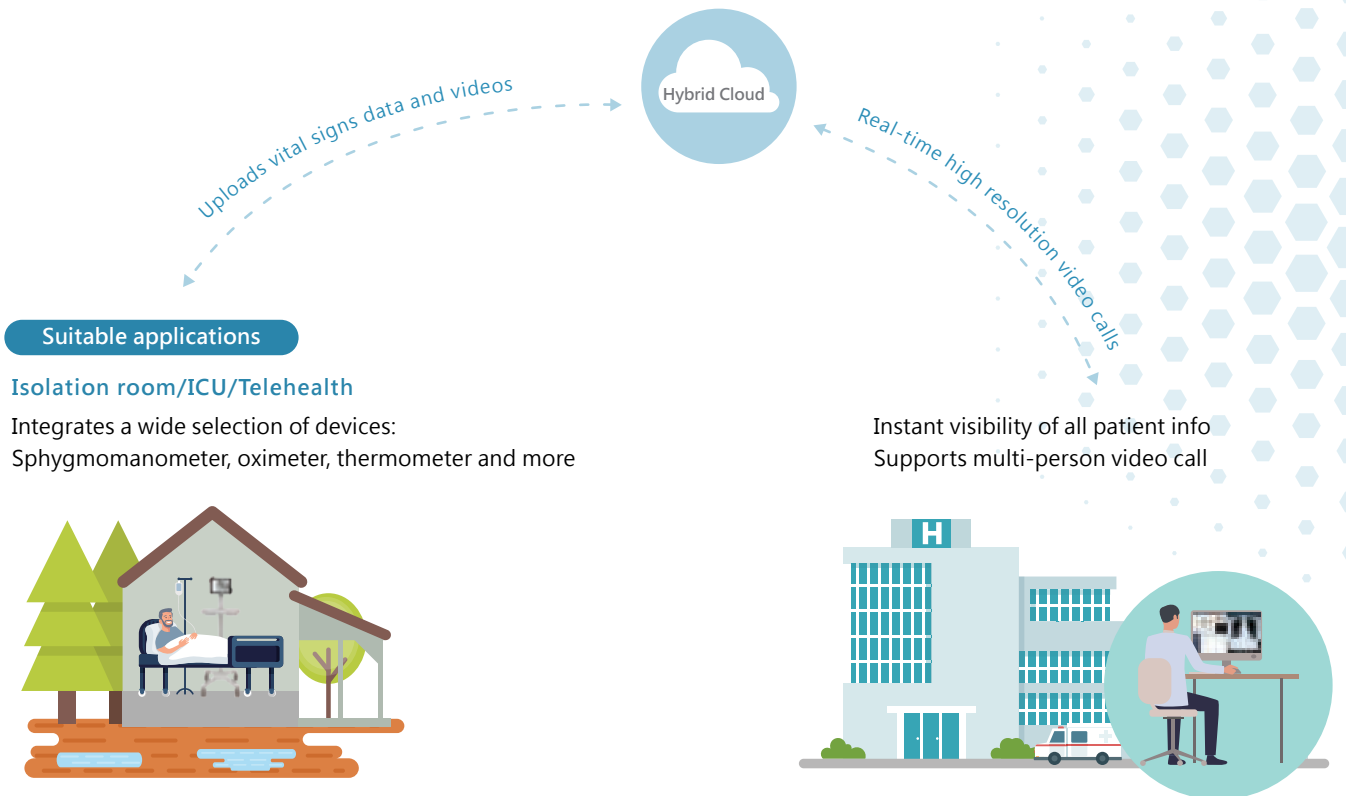 Hybrid Cloud
Uploads vital signs data and videos
Real-time high resolution video calls
Suitable applications
Isolation room/ICU/Telehealth
Integrates a wide selection of devices:
Sphygmomanometer, oximeter, thermometer and more
Instant visibility of all patient info
Supports multi-person video call
H